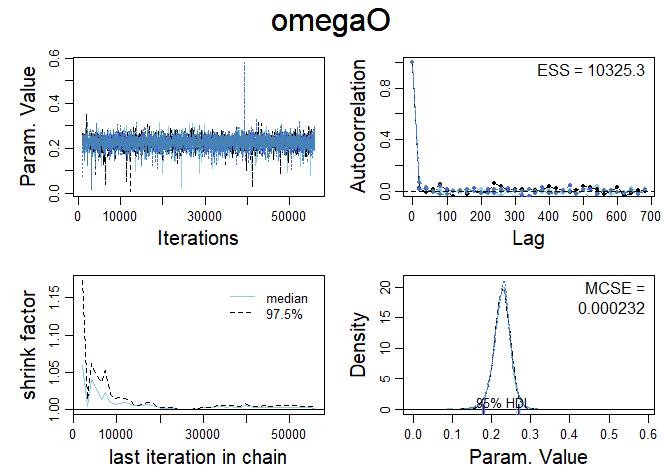 omegaO
Param. Value
0.0 0.2 0.4 0.6
0 10000 30000 50000
Iterations
Autocorrelation
0.0 0.4 0.8
ESS = 10325.3
0 100 200 300 400 500 600 700
Lag
shrink factor
1.00 1.05 1.10 1.15
median
97.5%
0 10000 30000 50000
last iteration in chain
Density
0 5 10 15 20
MCSE =
0.000232
95% HDI
0.0 0.1 0.2 0.3 0.4 0.5 0.6
Param. Value